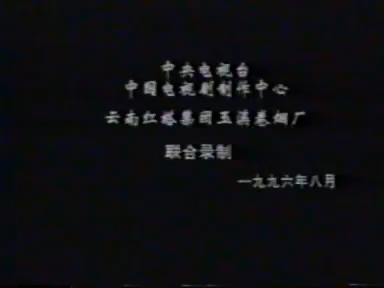 中央电视台
中国电视剧制作中心
云南红塔集团玉溪卷烟厂
联合录制
一九九六年八月